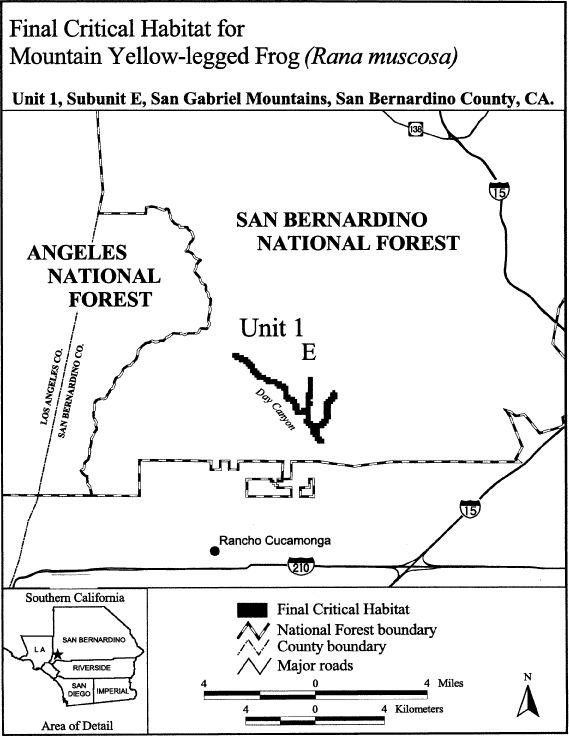 Final Critical Habitat for
Mountain Yellow-legged Frog (Rana muscosa)
Unit 1, Subunit E, San Gabriel Mountains, San Bernardino County, CA.
138
15
SAN BERNARDINO
NATIONAL FOREST
ANGELES
NATIONAL
FOREST
Unit 1
E
LOS ANGELES CO.
SAN BERNARDINO CO.
Day Canyon
15
Rancho Cucamonga
210
Southern California
LA
SAN BERNARDINO
RIVERSIDE
SAN
DIEGO
IMPERIAL
Area of Detail
Final Critical Habitat
National Forest boundary
County boundary
Major roads
4 0 4 Miles
4 0 4 Kilometers
N